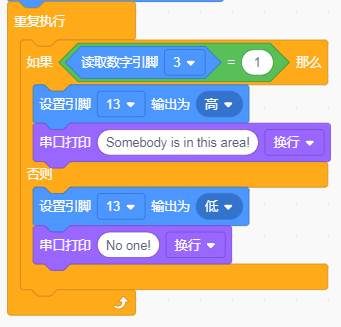 重复执行
如果 读取数字引脚 3 = 1 那么
设置引脚 13 输出为 高
串口打印 Somebody is in this area! 换行
否则
设置引脚 13 输出为 低
串口打印 No one! 换行